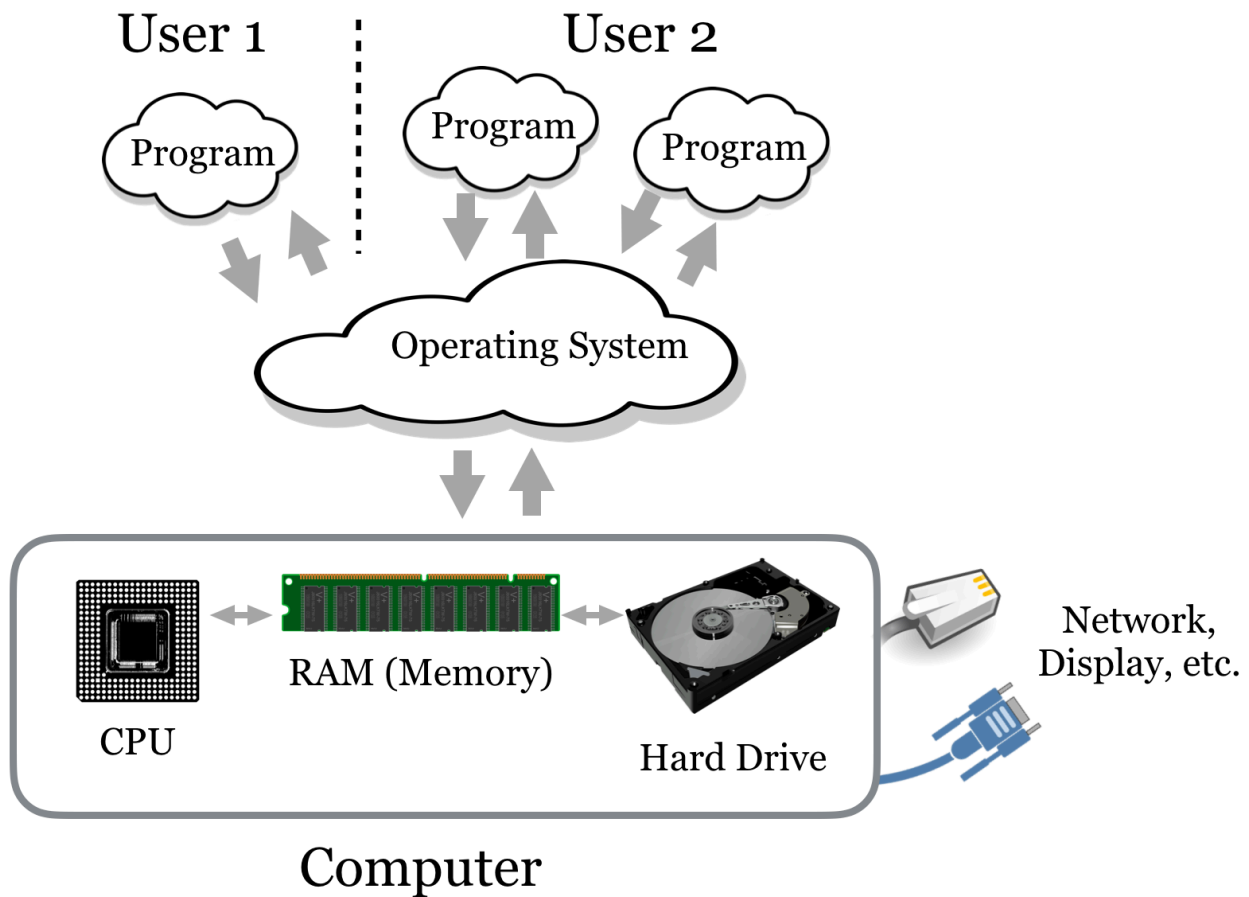 User 1
User 2
Program
Program
Program
Operating System
CPU
RAM (Memory)
Hard Drive
Network,
Display, etc.
Computer